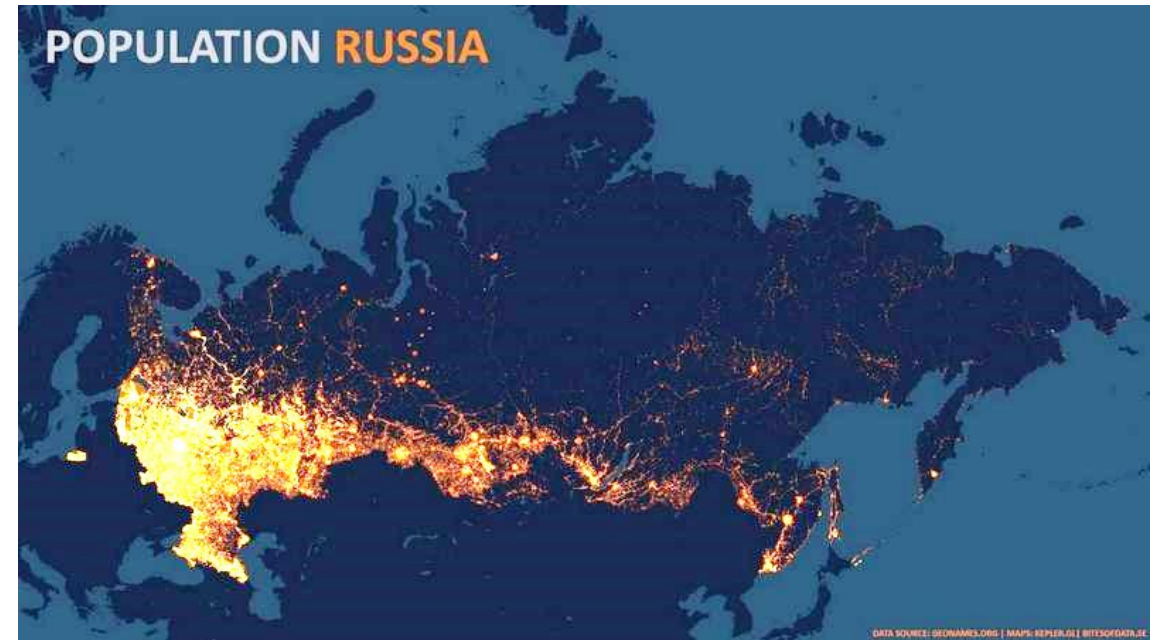 POPULATION RUSSIA
DATA SOURCE: GEONAMES.ORG | MAPS: KEPLER.GL| BITESOFDATA.SE